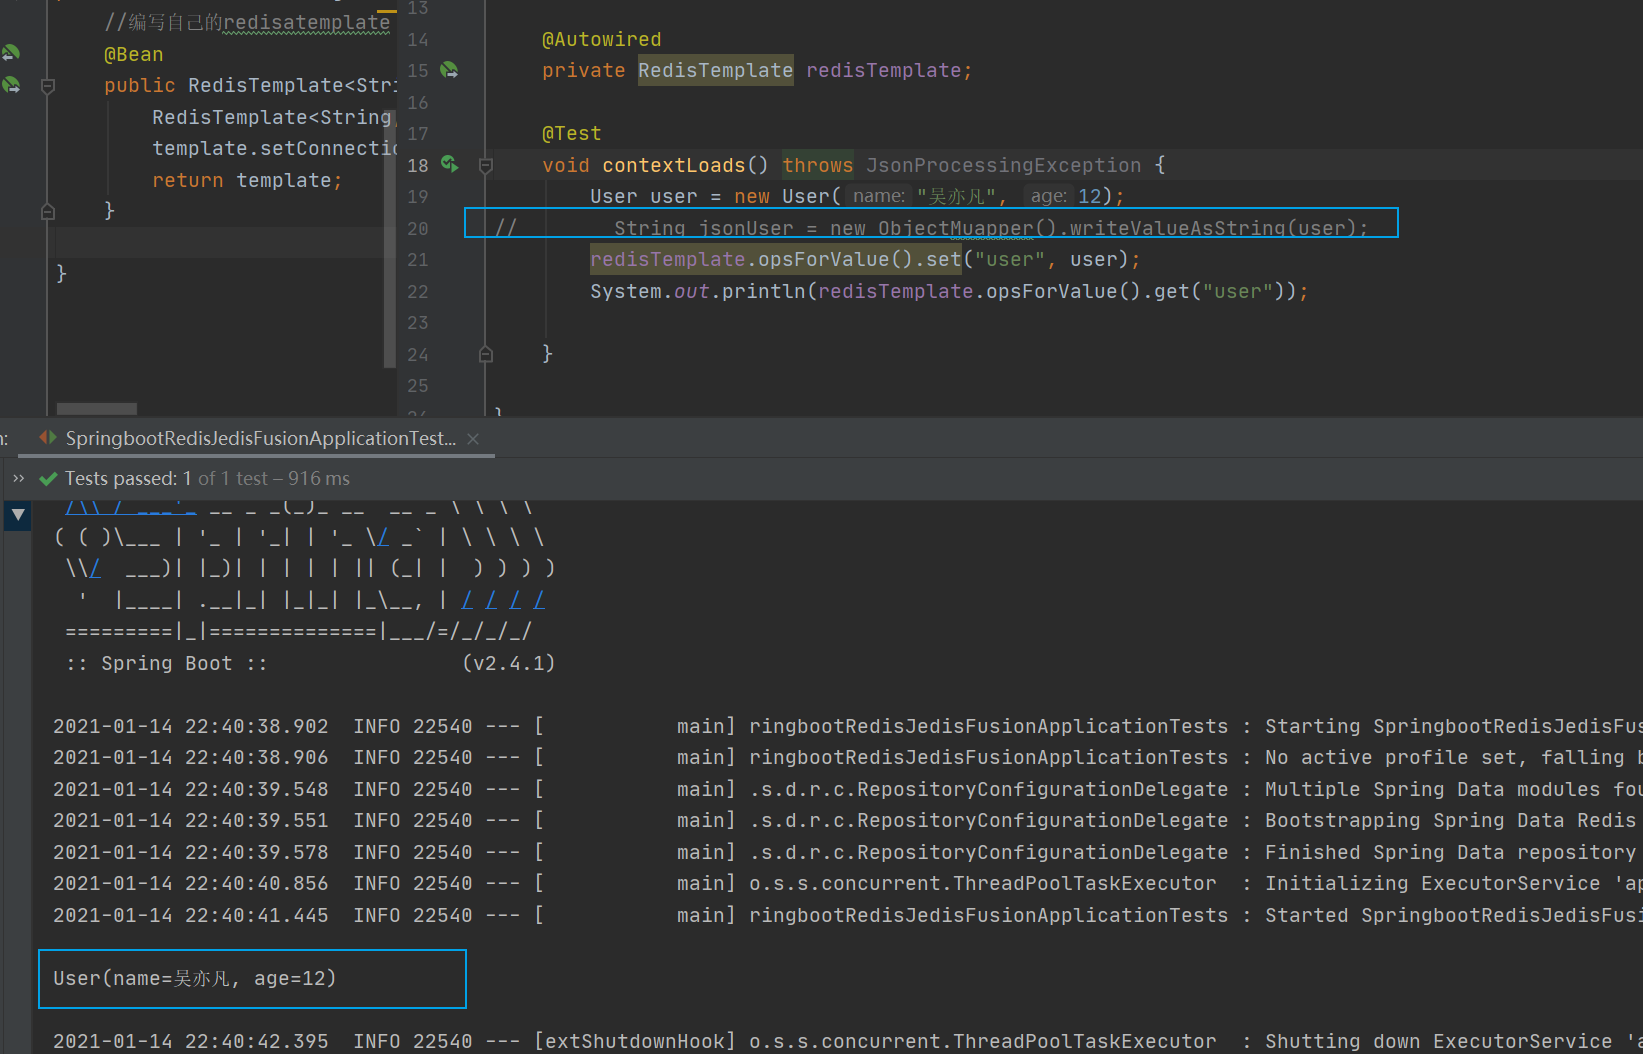 //编写自己的redisatemplate
@Bean
public RedisTemplate<Stri
RedisTemplate<String,
template.setConnectio
return template;
}
}
13
14 @Autowired
15 private RedisTemplate redisTemplate;
16
17 @Test
18 void contextLoads() throws JsonProcessingException {
19 User user = new User( name: "吴亦凡", age: 12);
20 // String jsonUser = new ObjectMuapper().writeValueAsString(user);
21 redisTemplate.opsForValue().set("user", user);
22 System.out.println(redisTemplate.opsForValue().get("user"));
23
24 }
25
}
SpringbootRedisJedisFusionApplicationTest... ×
» Tests passed: 1 of 1 test – 916 ms
/\\ / ___'_ __ _ _(_)_ __  __ _ \ \ \ \
( ( )\___ | '_ | '_| | '_ \/ _` | \ \ \ \
\\/  ___)| |_)| | | | | || (_| |  ) ) ) )
'  |____| .__|_| |_|_| |_\__, | / / / /
=========|_|==============|___/=/_/_/_/
:: Spring Boot ::                (v2.4.1)
2021-01-14 22:40:38.902  INFO 22540 --- [           main] ringbootRedisJedisFusionApplicationTests : Starting SpringbootRedisJedisFus
2021-01-14 22:40:38.906  INFO 22540 --- [           main] ringbootRedisJedisFusionApplicationTests : No active profile set, falling b
2021-01-14 22:40:39.548  INFO 22540 --- [           main] .s.d.r.c.RepositoryConfigurationDelegate : Multiple Spring Data modules fou
2021-01-14 22:40:39.551  INFO 22540 --- [           main] .s.d.r.c.RepositoryConfigurationDelegate : Bootstrapping Spring Data Redis
2021-01-14 22:40:39.578  INFO 22540 --- [           main] .s.d.r.c.RepositoryConfigurationDelegate : Finished Spring Data repository
2021-01-14 22:40:40.856  INFO 22540 --- [           main] o.s.s.concurrent.ThreadPoolTaskExecutor  : Initializing ExecutorService 'ap
2021-01-14 22:40:41.445  INFO 22540 --- [           main] ringbootRedisJedisFusionApplicationTests : Started SpringbootRedisJedisFusi
User(name=吴亦凡, age=12)
2021-01-14 22:40:42.395  INFO 22540 --- [extShutdownHook] o.s.s.concurrent.ThreadPoolTaskExecutor  : Shutting down ExecutorService 'a